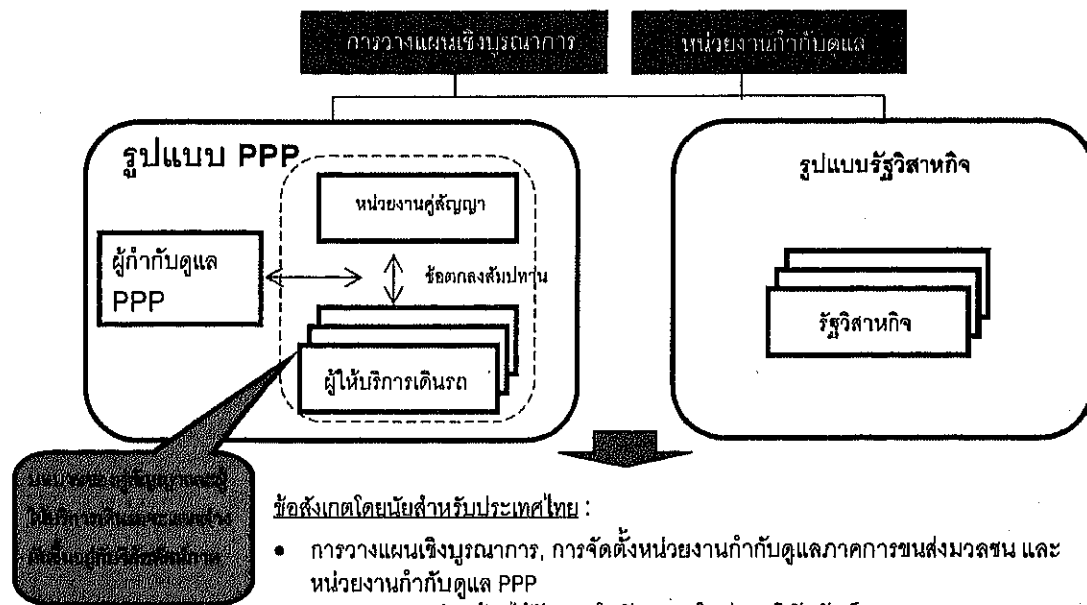 การวางแผนเชิงบูรณาการ
หน่วยงานกำกับดูแล
รูปแบบ PPP
รูปแบบรัฐวิสาหกิจ
หน่วยงานคู่สัญญา
ผู้กำกับดูแล
PPP
ข้อตกลงสัมปทาน
รัฐวิสาหกิจ
ผู้ให้บริการเดินรถ
ข้อสังเกตโดยนัยสำหรับประเทศไทย :
• การวางแผนเชิงบูรณาการ, การจัดตั้งหน่วยงานกำกับดูแลภาคการขนส่งมวลชน และ
หน่วยงานกำกับดูแล PPP